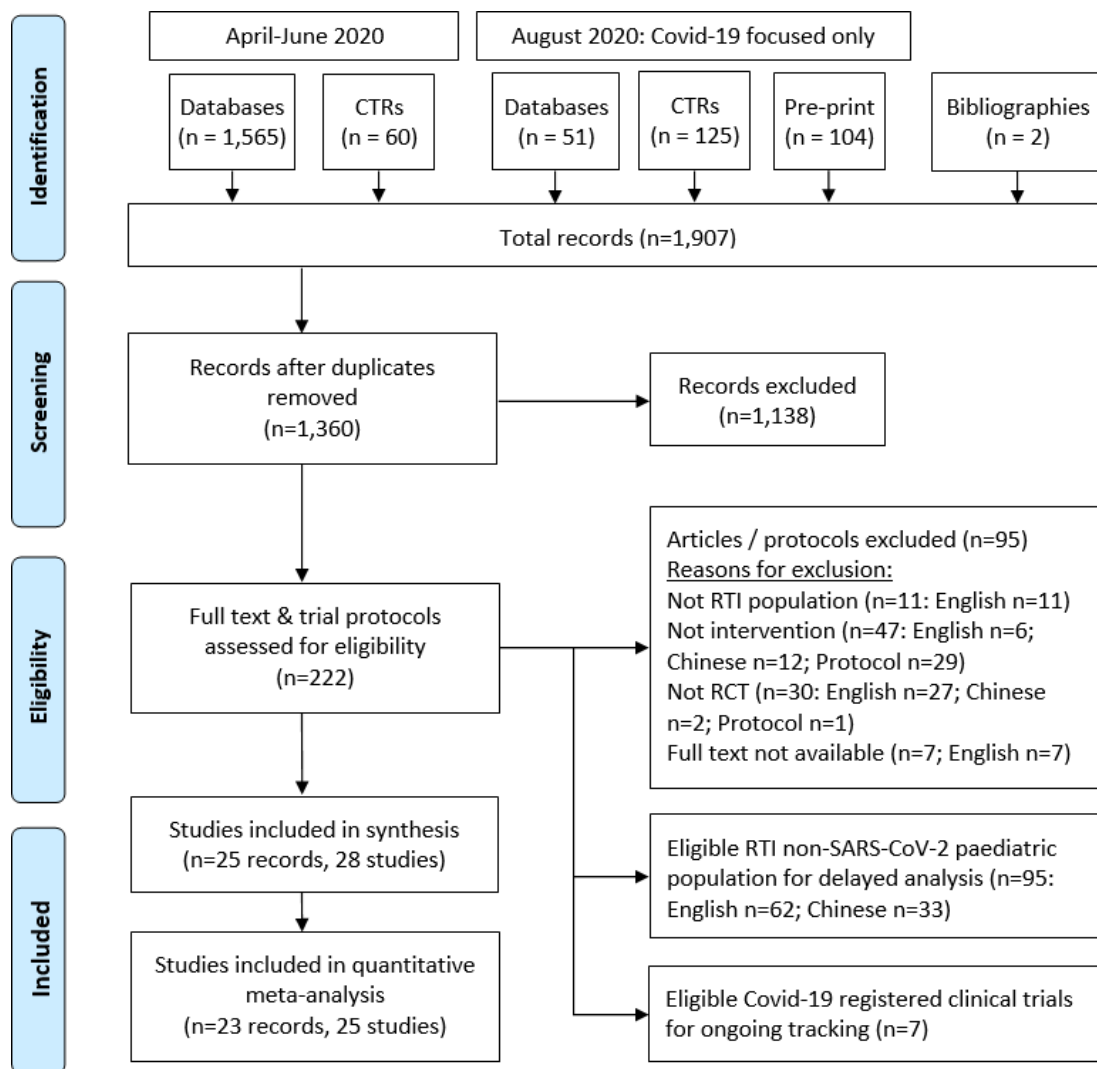 Identification
April-June 2020
August 2020: Covid-19 focused only
Databases
(n = 1,565)
CTRs
(n = 60)
Databases
(n = 51)
CTRs
(n = 125)
Pre-print
(n = 104)
Bibliographies
(n = 2)
Total records (n=1,907)
Screening
Records after duplicates
removed
(n=1,360)
Records excluded
(n=1,138)
Eligibility
Full text & trial protocols
assessed for eligibility
(n=222)
Articles / protocols excluded (n=95)
Reasons for exclusion:
Not RTI population (n=11: English n=11)
Not intervention (n=47: English n=6;
Chinese n=12; Protocol n=29)
Not RCT (n=30: English n=27; Chinese
n=2; Protocol n=1)
Full text not available (n=7; English n=7)
Included
Studies included in synthesis
(n=25 records, 28 studies)
Eligible RTI non-SARS-CoV-2 paediatric
population for delayed analysis (n=95:
English n=62; Chinese n=33)
Studies included in quantitative
meta-analysis
(n=23 records, 25 studies)
Eligible Covid-19 registered clinical trials
for ongoing tracking (n=7)